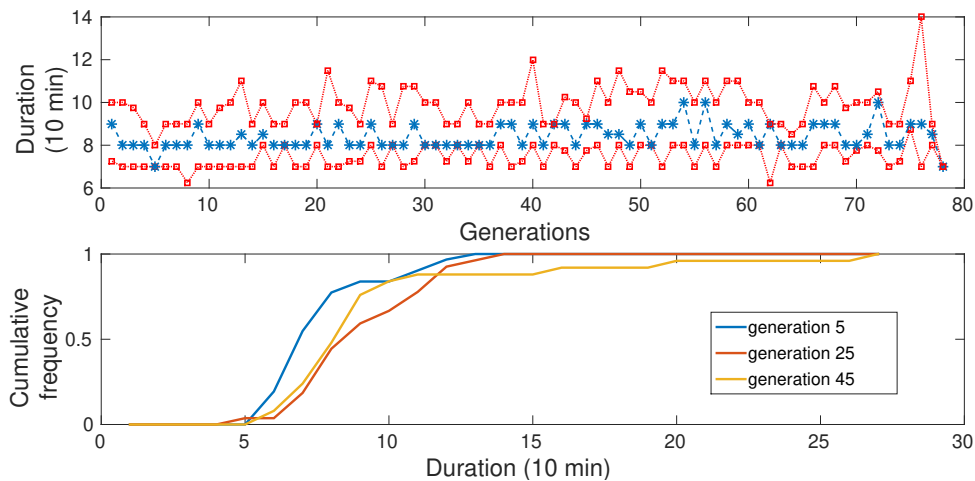 Duration
(10 min)
14
12
10
8
6
0 10 20 30 40 50 60 70 80
Generations
Cumulative
frequency
1
0.5
0
generation 5
generation 25
generation 45
0 5 10 15 20 25 30
Duration (10 min)